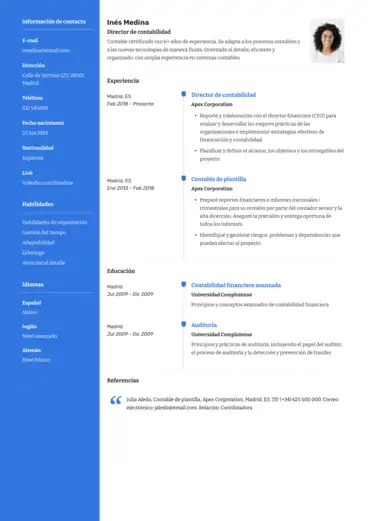 Información de contacto
E-mail
inesdina@email.com
Dirección
Calle de Serrano 123, 28001
Madrid
Teléfono
Fecha nacimiento
Nacionalidad
Española
Link
linkedin.com/inmedina
Habilidades
Habilidades de organización
Gestión del tiempo
Adaptabilidad
Liderazgo
Atención al detalle
Idiomas
Español
Nativo
Inglés
Nivel avanzado
Alemán
Nivel básico
Inés Medina
Director de contabilidad
Contable certificado con 6+ años de experiencia. Se adapta a los procesos contables y
a las nuevas tecnologías de manera fluida. Orientado al detalle, eficiente y
organizado, con amplia experiencia en sistemas contables.
Experiencia
Madrid, ES
Feb 2018 - Presente
Director de contabilidad
Apex Corporation
• Reporte y colaboración con el director financiero (CFO) para
evaluar y desarrollar las mejores prácticas de las
organizaciones e implementar estrategias efectivas de
financiación y contabilidad.
• Planificar y definir el alcance, los objetivos y los entregables del
proyecto.
Madrid, ES
Ene 2013 - Feb 2018
Contable de plantilla
Apex Corporation
• Preparé reportes financieros e informes mensuales /
trimestrales para su revisión por parte del contador senior y la
alta dirección. Aseguré la precisión y entrega oportuna de
todos los informes.
• Identifiqué y gestioné riesgos, problemas y dependencias que
puedan afectar al proyecto.
Educación
Madrid
Jul 2009 - Dic 2009
Contabilidad financiera avanzada
Universidad Complutense
Principios y conceptos avanzados de contabilidad financiera
Madrid
Jul 2009 - Dic 2009
Auditoría
Universidad Complutense
Principios y prácticas de auditoría, incluyendo el papel del auditor,
el proceso de auditoría y la detección y prevención de fraudes
Referencias
Julia Aledo, Contable de plantilla, Apex Corporation, Madrid, ES. Tlf (+34) 625 500 000. Correo
electrónico: jaledo@email.com. Relación: Coordinadora.